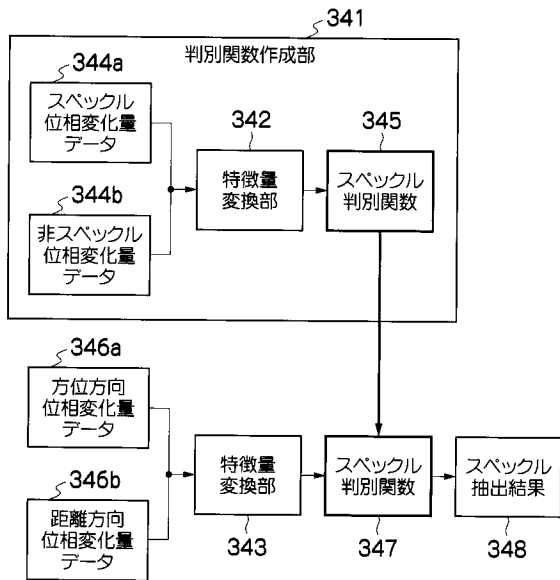 341
判別関数作成部
344a
スペックル
位相変化量
データ
344b
非スペックル
位相変化量
データ
342
特徴量
変換部
345
スペックル
判別関数
346a
方位方向
位相変化量
データ
346b
距離方向
位相変化量
データ
特徴量
変換部
343
スペックル
判別関数
347
スペックル
抽出結果
348